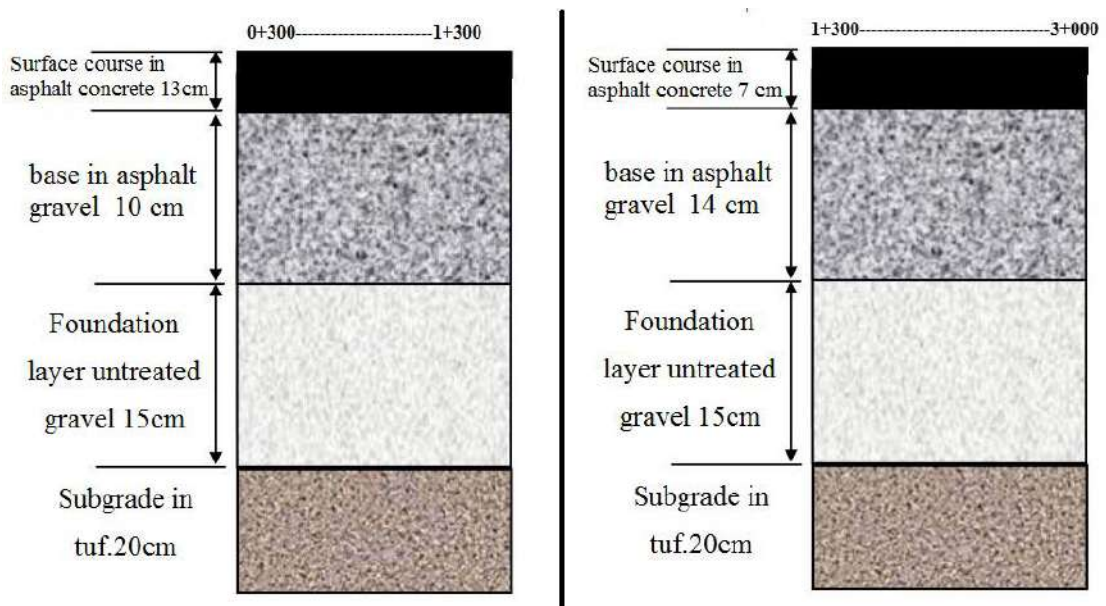 0+300-----------------------1+300
Surface course in
asphalt concrete 13cm
base in asphalt
gravel 10 cm
Foundation
layer untreated
gravel 15cm
Subgrade in
tuf.20cm
1+300--------------------------------3+000
Surface course in
asphalt concrete 7 cm
base in asphalt
gravel 14 cm
Foundation
layer untreated
gravel 15cm
Subgrade in
tuf.20cm